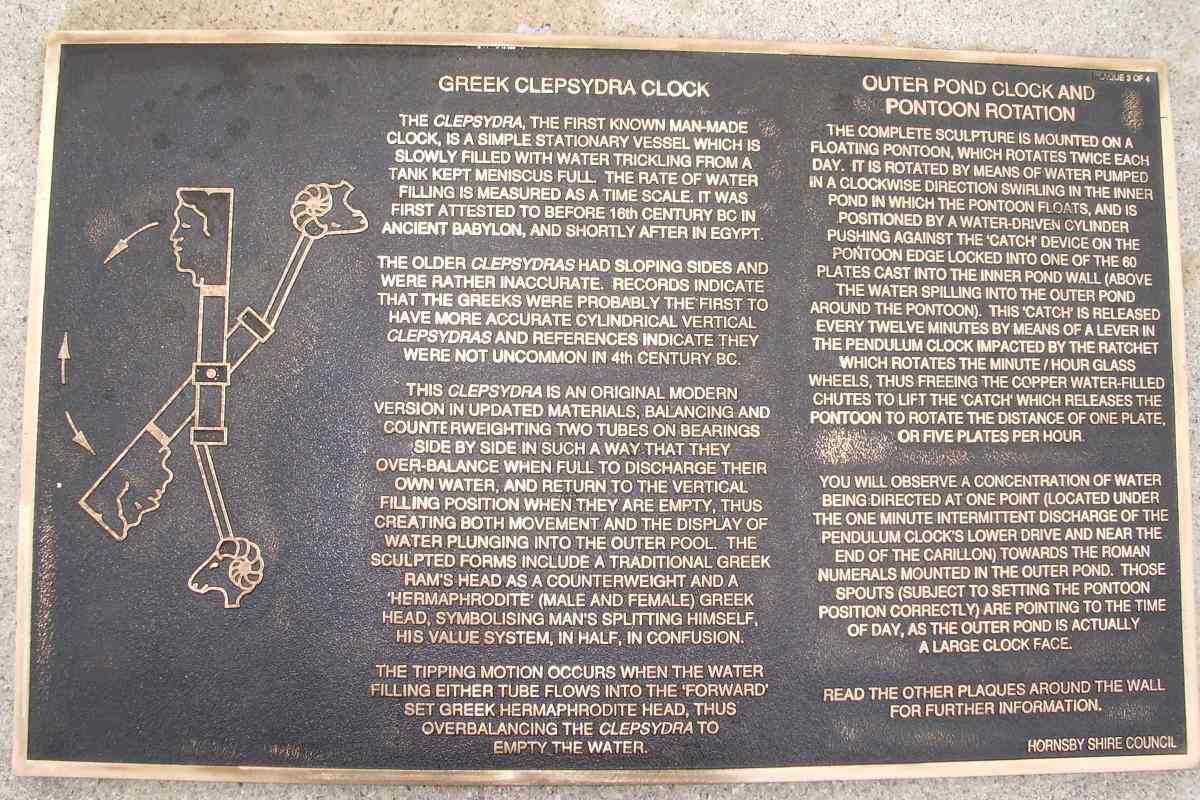 GREEK CLEPSYDRA CLOCK
THE CLEPSYDRA, THE FIRST KNOWN MAN-MADE
CLOCK, IS A SIMPLE STATIONARY VESSEL WHICH IS
SLOWLY FILLED WITH WATER TRICKLING FROM A
TANK KEPT MENISCUS FULL. THE RATE OF WATER
FILLING IS MEASURED AS A TIME SCALE. IT WAS
FIRST ATTESTED TO BEFORE 16th CENTURY BC IN
ANCIENT BABYLON, AND SHORTLY AFTER IN EGYPT.
THE OLDER CLEPSYDRAS HAD SLOPING SIDES AND
WERE RATHER INACCURATE. RECORDS INDICATE
THAT THE GREEKS WERE PROBABLY THE FIRST TO
HAVE MORE ACCURATE CYLINDRICAL VERTICAL
CLEPSYDRAS AND REFERENCES INDICATE THEY
WERE NOT UNCOMMON IN 4th CENTURY BC.
THIS CLEPSYDRA IS AN ORIGINAL MODERN
VERSION IN UPDATED MATERIALS, BALANCING AND
COUNTERWEIGHTING TWO TUBES ON BEARINGS
SIDE BY SIDE IN SUCH A WAY THAT THEY
OVER-BALANCE WHEN FULL TO DISCHARGE THEIR
OWN WATER, AND RETURN TO THE VERTICAL
FILLING POSITION WHEN THEY ARE EMPTY, THUS
CREATING BOTH MOVEMENT AND THE DISPLAY OF
WATER PLUNGING INTO THE OUTER POOL. THE
SCULPTED FORMS INCLUDE A TRADITIONAL GREEK
RAM'S HEAD AS A COUNTERWEIGHT AND A
'HERMAPHRODITE' (MALE AND FEMALE) GREEK
HEAD, SYMBOLISING MAN'S SPLITTING HIMSELF,
HIS VALUE SYSTEM, IN HALF, IN CONFUSION.
THE TIPPING MOTION OCCURS WHEN THE WATER
FILLING EITHER TUBE FLOWS INTO THE 'FORWARD'
SET GREEK HERMAPHRODITE HEAD, THUS
OVERBALANCING THE CLEPSYDRA TO
EMPTY THE WATER.
PLAQUE 3 OF 4
OUTER POND CLOCK AND
PONTOON ROTATION
THE COMPLETE SCULPTURE IS MOUNTED ON A
FLOATING PONTOON, WHICH ROTATES TWICE EACH
DAY. IT IS ROTATED BY MEANS OF WATER PUMPED
IN A CLOCKWISE DIRECTION SWIRLING IN THE INNER
POND IN WHICH THE PONTOON FLOATS, AND IS
POSITIONED BY A WATER-DRIVEN CYLINDER
PUSHING AGAINST THE 'CATCH' DEVICE ON THE
PONTOON EDGE LOCKED INTO ONE OF THE 60
PLATES CAST INTO THE INNER POND WALL (ABOVE
THE WATER SPILLING INTO THE OUTER POND
AROUND THE PONTOON). THIS 'CATCH' IS RELEASED
EVERY TWELVE MINUTES BY MEANS OF A LEVER IN
THE PENDULUM CLOCK IMPACTED BY THE RATCHET
WHICH ROTATES THE MINUTE / HOUR GLASS
WHEELS, THUS FREEING THE COPPER WATER-FILLED
CHUTES TO LIFT THE 'CATCH' WHICH RELEASES THE
PONTOON TO ROTATE THE DISTANCE OF ONE PLATE,
OR FIVE PLATES PER HOUR.
YOU WILL OBSERVE A CONCENTRATION OF WATER
BEING DIRECTED AT ONE POINT (LOCATED UNDER
THE ONE MINUTE INTERMITTENT DISCHARGE OF THE
PENDULUM CLOCK'S LOWER DRIVE AND NEAR THE
END OF THE CARILLON) TOWARDS THE ROMAN
NUMERALS MOUNTED IN THE OUTER POND. THOSE
SPOUTS (SUBJECT TO SETTING THE PONTOON
POSITION CORRECTLY) ARE POINTING TO THE TIME
OF DAY, AS THE OUTER POND IS ACTUALLY
A LARGE CLOCK FACE.
READ THE OTHER PLAQUES AROUND THE WALL
FOR FURTHER INFORMATION.
HORNSBY SHIRE COUNCIL